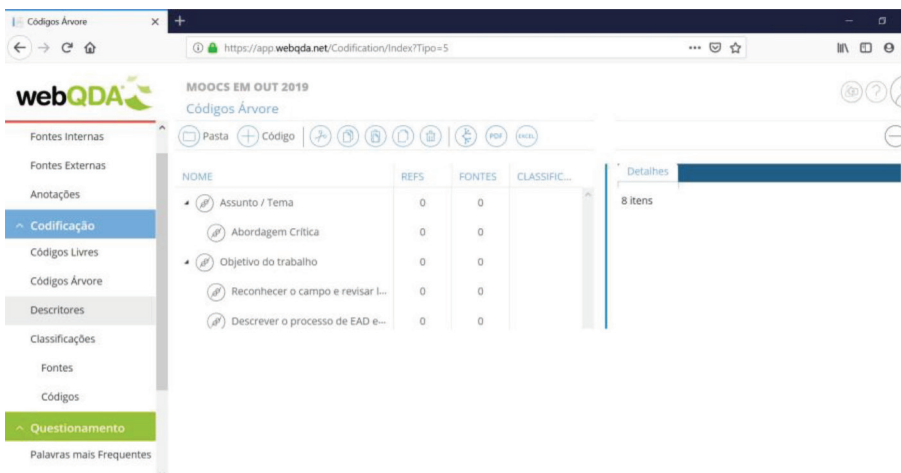 Códigos Árvore
https://app.webqda.net/Codification/Index?Tipo=5
webQDA
MOOCS EM OUT 2019
Códigos Árvore
Pasta Código PDF EXCEL
Fontes Internas
Fontes Externas
Anotações
Codificação
Códigos Livres
Códigos Árvore
Descritores
Classificações
Fontes
Códigos
Questionamento
Palavras mais Frequentes
NOME REFS FONTES CLASSIFIC...
Assunto / Tema 0 0
Abordagem Crítica 0 0
Objetivo do trabalho 0 0
Reconhecer o campo e revisar l... 0 0
Descrever o processo de EAD e... 0 0
Detalhes
8 itens